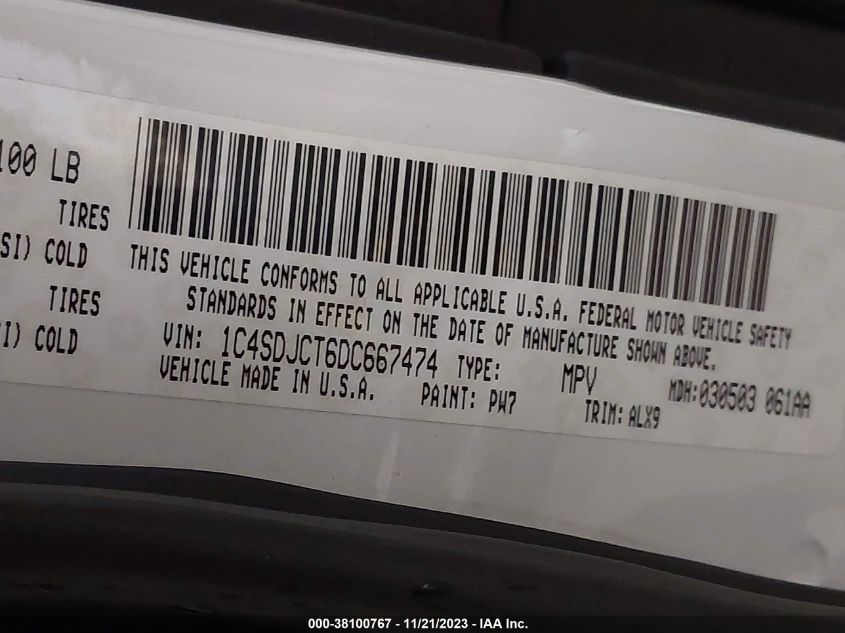 100 LB
TIRES
SI) COLD
TIRES
I) COLD
THIS VEHICLE CONFORMS TO ALL APPLICABLE U.S.A. FEDERAL MOTOR VEHICLE SAFETY
STANDARDS IN EFFECT ON THE DATE OF MANUFACTURE SHOWN ABOVE.
VIN: 1C4SDJCT6DC667474 TYPE: MPV MDH: 030503 061AA
VEHICLE MADE IN U.S.A. PAINT: PW7 TRIM: ALX9
000-38100767 - 11/21/2023 - IAA Inc.